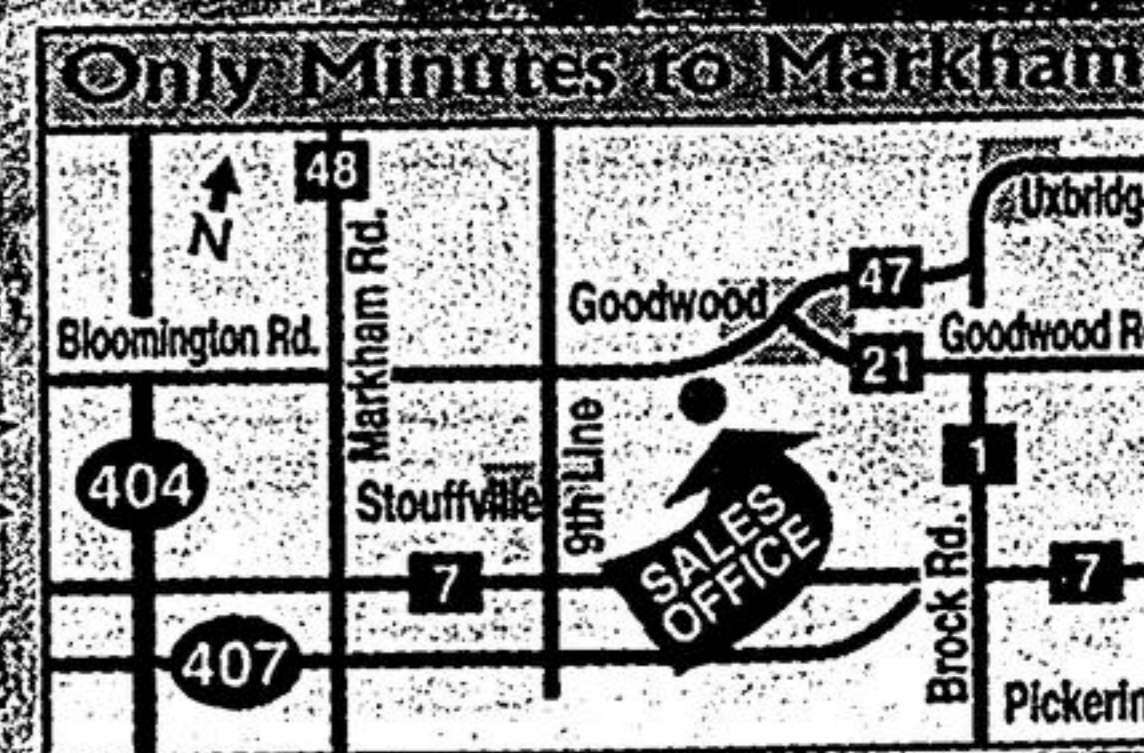 Only Minutes to Markham
48
N
Markham Rd.
Uxbridg
47
Goodwood
Bloomington Rd.
Goodwood R
21
9th Line
1
404
Stouffville
SALES
OFFICE
7
7
Brock Rd.
407
Pickerin